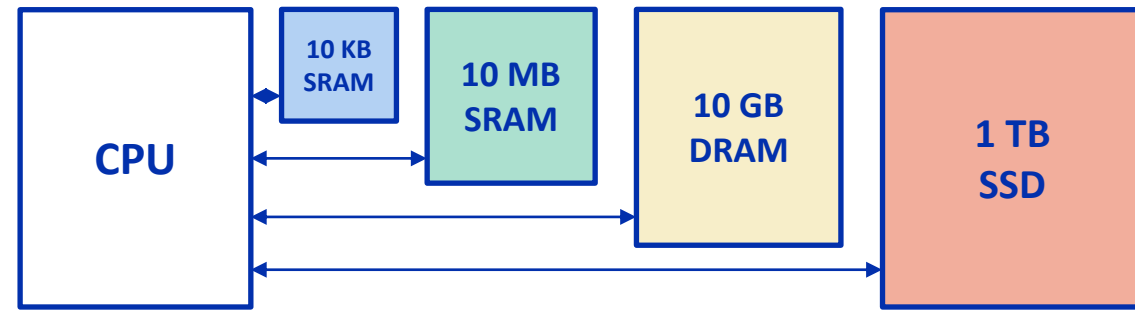 CPU
10 KB
SRAM
10 MB
SRAM
10 GB
DRAM
1 TB
SSD